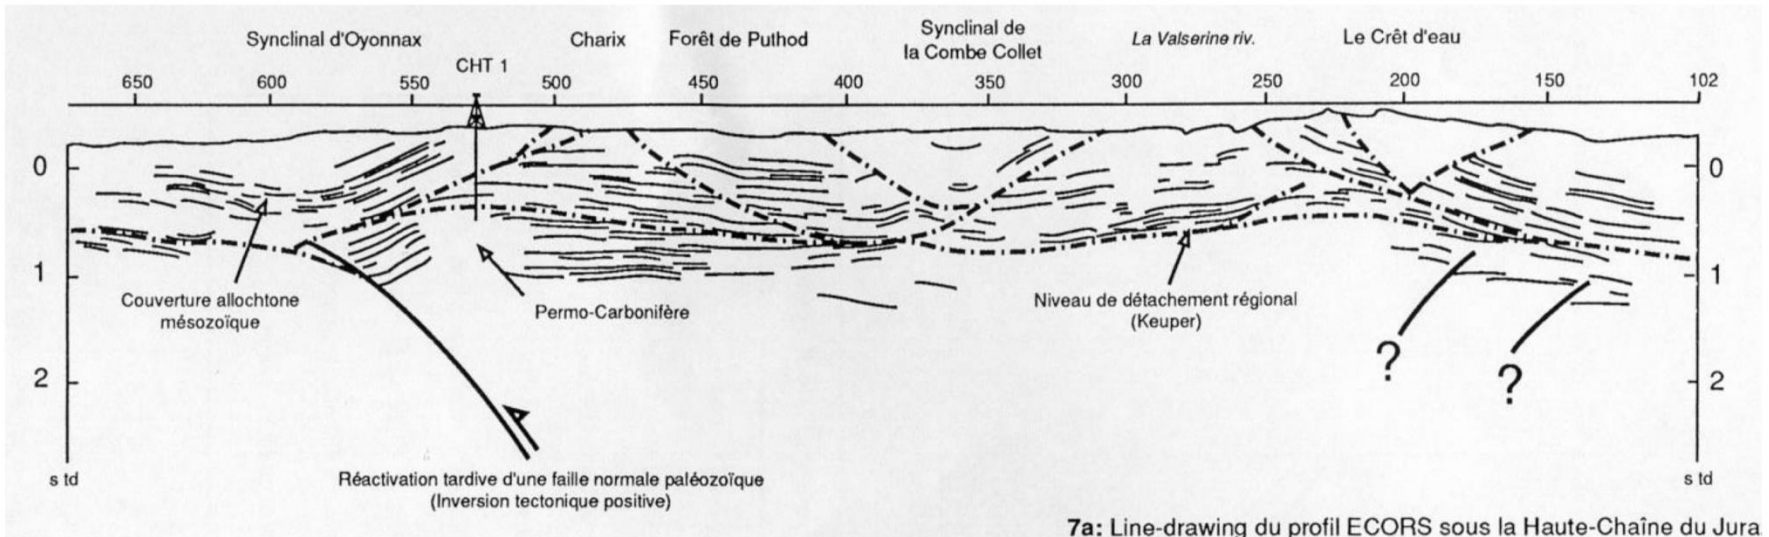 Synclinal d'Oyonnax
Charix
Forêt de Puthod
Synclinal de
la Combe Collet
La Valserine riv.
Le Crêt d'eau
CHT 1
650 600 550 500 450 400 350 300 250 200 150 102
0 0
1 1
2 2
Couverture allochtone
mésozoïque
Permo-Carbonifère
Niveau de détachement régional
(Keuper)
? ?
s td s td
Réactivation tardive d'une faille normale paléozoïque
(Inversion tectonique positive)
7a: Line-drawing du profil ECORS sous la Haute-Chaîne du Jura